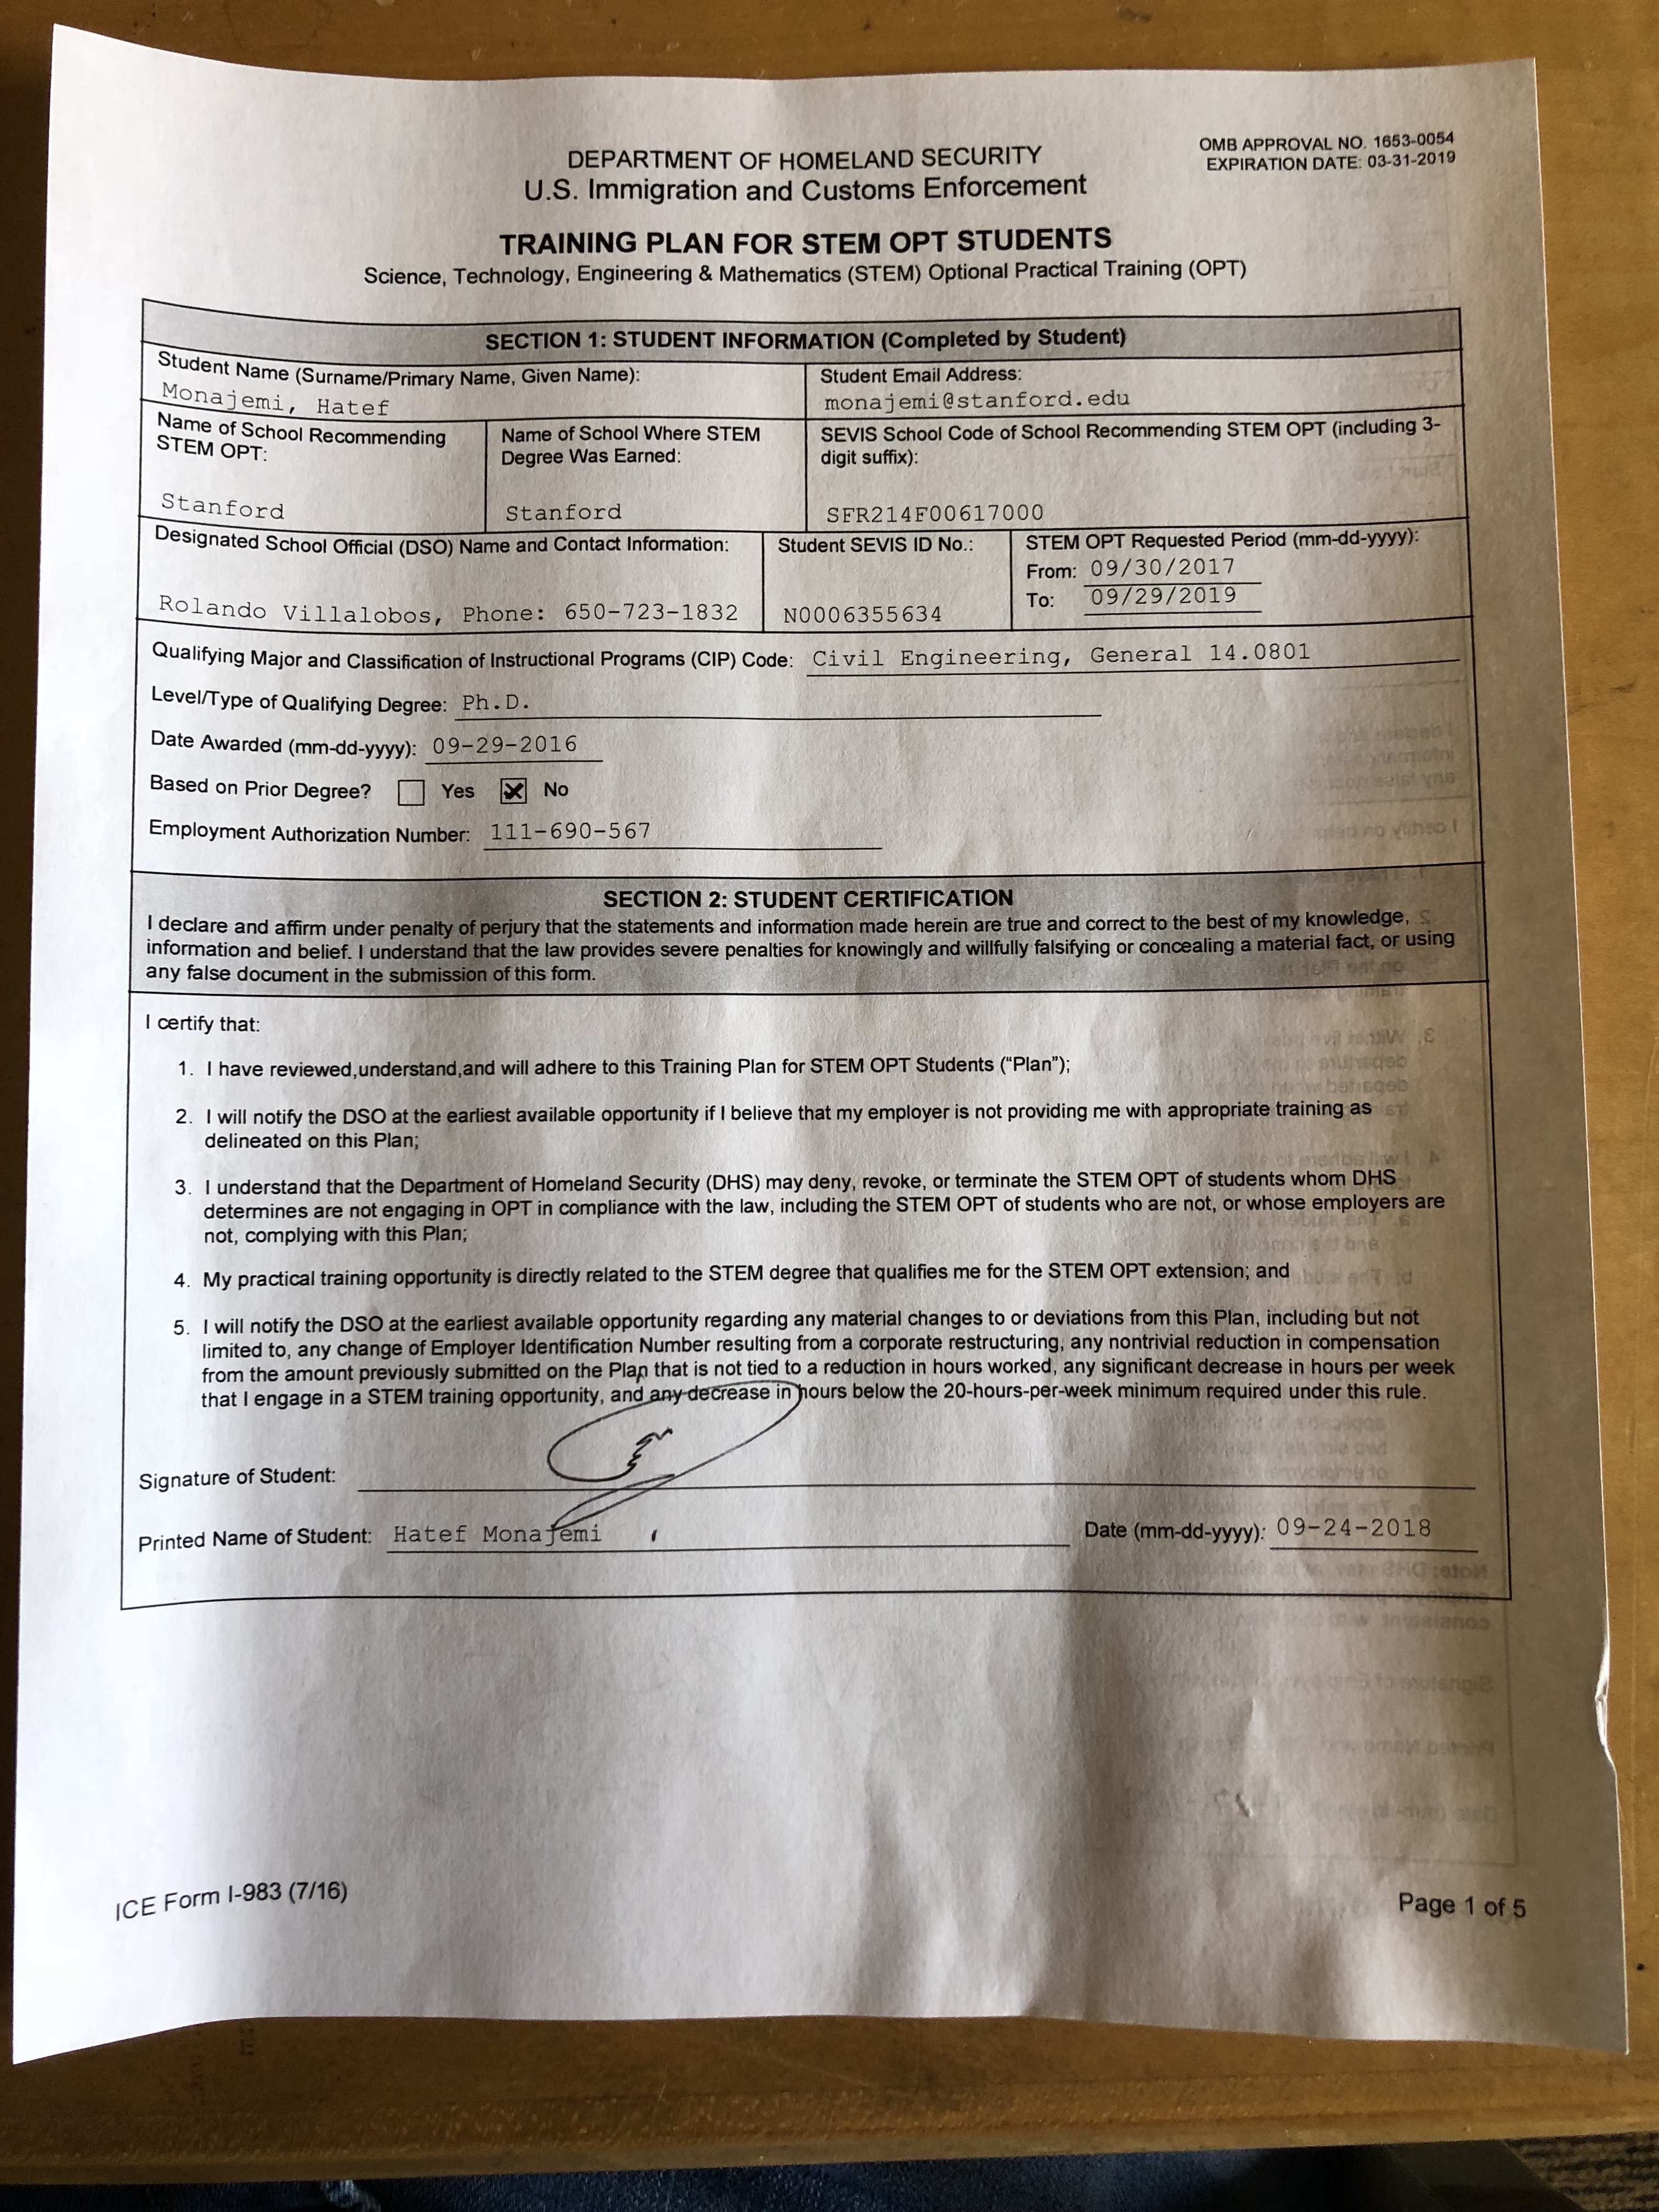 OMB APPROVAL NO. 1653-0054
EXPIRATION DATE: 03-31-2019
DEPARTMENT OF HOMELAND SECURITY
U.S. Immigration and Customs Enforcement
TRAINING PLAN FOR STEM OPT STUDENTS
Science, Technology, Engineering & Mathematics (STEM) Optional Practical Training (OPT)
SECTION 1: STUDENT INFORMATION (Completed by Student)
Student Name (Surname/Primary Name, Given Name):
Monajemi, Hatef
Student Email Address:
monajemi@stanford.edu
Name of School Recommending
STEM OPT:
Stanford
Name of School Where STEM
Degree Was Earned:
Stanford
SEVIS School Code of School Recommending STEM OPT (including 3-
digit suffix):
SFR214F00617000
Designated School Official (DSO) Name and Contact Information:
Rolando Villalobos, Phone: 650-723-1832
Student SEVIS ID No.:
N0006355634
STEM OPT Requested Period (mm-dd-yyyy):
From: 09/30/2017
To: 09/29/2019
Qualifying Major and Classification of Instructional Programs (CIP) Code: Civil Engineering, General 14.0801
Level/Type of Qualifying Degree: Ph.D.
Date Awarded (mm-dd-yyyy): 09-29-2016
Based on Prior Degree? Yes No
Employment Authorization Number: 111-690-567
SECTION 2: STUDENT CERTIFICATION
I declare and affirm under penalty of perjury that the statements and information made herein are true and correct to the best of my knowledge,
information and belief. I understand that the law provides severe penalties for knowingly and willfully falsifying or concealing a material fact, or using
any false document in the submission of this form.
I certify that:
1. I have reviewed,understand,and will adhere to this Training Plan for STEM OPT Students (“Plan”);
2. I will notify the DSO at the earliest available opportunity if I believe that my employer is not providing me with appropriate training as
delineated on this Plan;
3. I understand that the Department of Homeland Security (DHS) may deny, revoke, or terminate the STEM OPT of students whom DHS
determines are not engaging in OPT in compliance with the law, including the STEM OPT of students who are not, or whose employers are
not, complying with this Plan;
4. My practical training opportunity is directly related to the STEM degree that qualifies me for the STEM OPT extension; and
5. I will notify the DSO at the earliest available opportunity regarding any material changes to or deviations from this Plan, including but not
limited to, any change of Employer Identification Number resulting from a corporate restructuring, any nontrivial reduction in compensation
from the amount previously submitted on the Plan that is not tied to a reduction in hours worked, any significant decrease in hours per week
that I engage in a STEM training opportunity, and any decrease in hours below the 20-hours-per-week minimum required under this rule.
Signature of Student:
Printed Name of Student: Hatef Monajemi
Date (mm-dd-yyyy): 09-24-2018
ICE Form I-983 (7/16)
Page 1 of 5